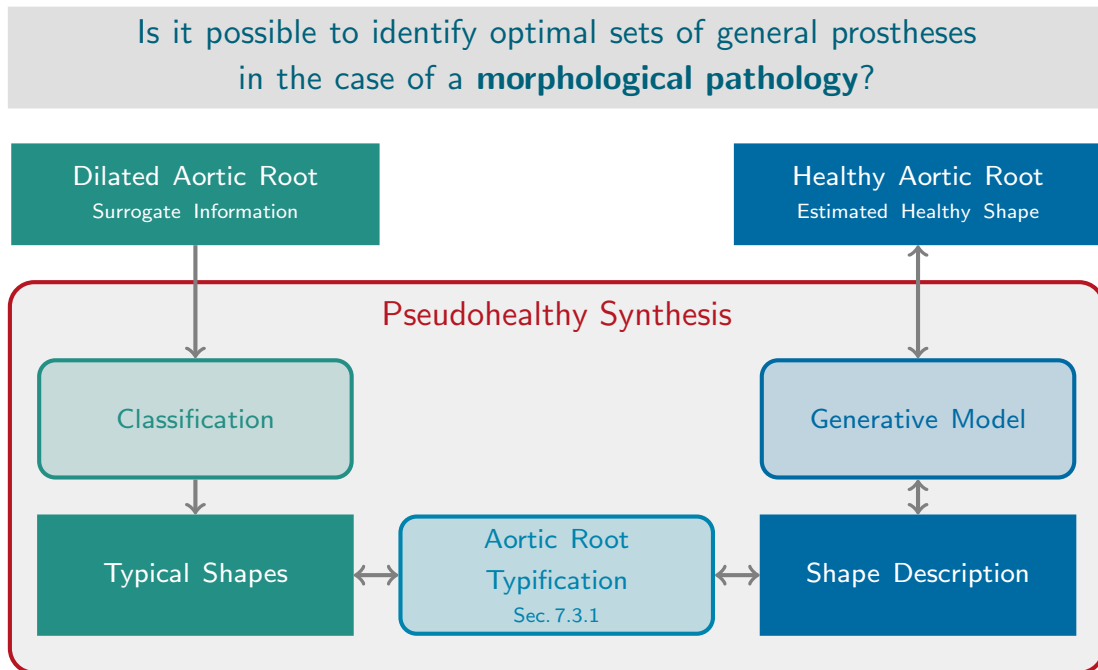 Is it possible to identify optimal sets of general prostheses
in the case of a morphological pathology?
Dilated Aortic Root
Surrogate Information
Healthy Aortic Root
Estimated Healthy Shape
Pseudohealthy Synthesis
Classification
Generative Model
Typical Shapes
Aortic Root
Typification
Sec. 7.3.1
Shape Description